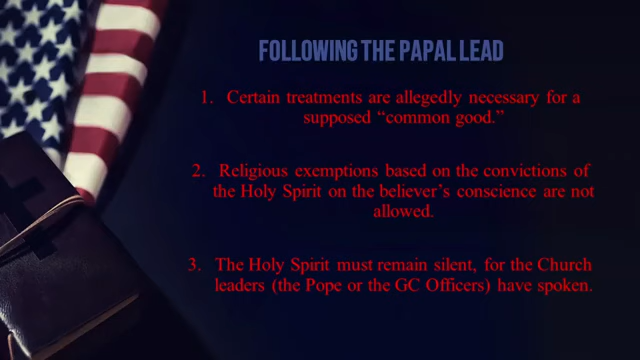 FOLLOWING THE PAPAL LEAD
1. Certain treatments are allegedly necessary for a
supposed “common good.”
2. Religious exemptions based on the convictions of
the Holy Spirit on the believer’s conscience are not
allowed.
3. The Holy Spirit must remain silent, for the Church
leaders (the Pope or the GC Officers) have spoken.